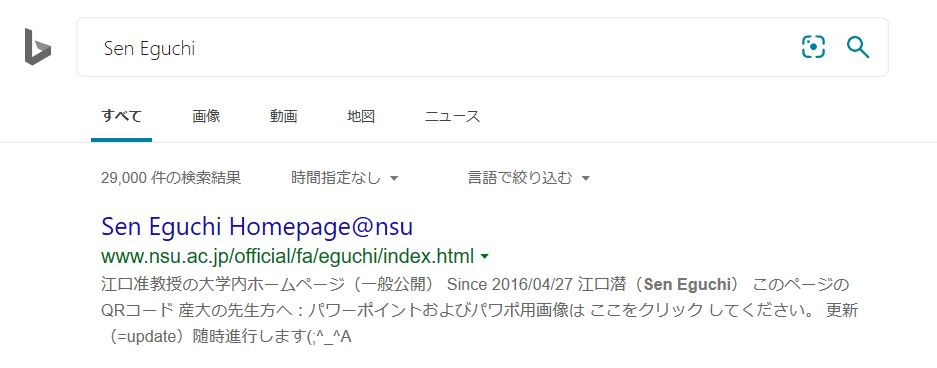 Sen Eguchi
すべて 画像 動画 地図 ニュース
29,000 件の検索結果 時間指定なし 言語で絞り込む
Sen Eguchi Homepage@nsu
www.nsu.ac.jp/official/fa/eguchi/index.html
江口准教授の大学内ホームページ（一般公開） Since 2016/04/27 江口潜（Sen Eguchi） このページの
QRコード 産大の先生方へ：パワーポイントおよびパワポ用画像は ここをクリック してください。 更新
（=update）随時進行します(;^_^A